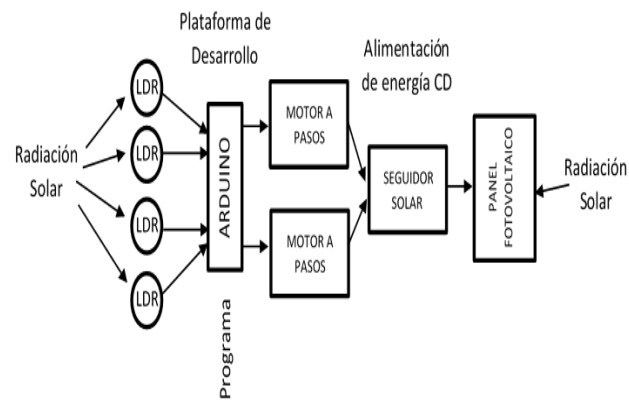 Plataforma de
Desarrollo
Alimentación
de energía CD
Radiación
Solar
LDR
LDR
LDR
LDR
ARDUINO
Programa
MOTOR A
PASOS
MOTOR A
PASOS
SEGUIDOR
SOLAR
PANEL
FOTOVOLTAICO
Radiación
Solar